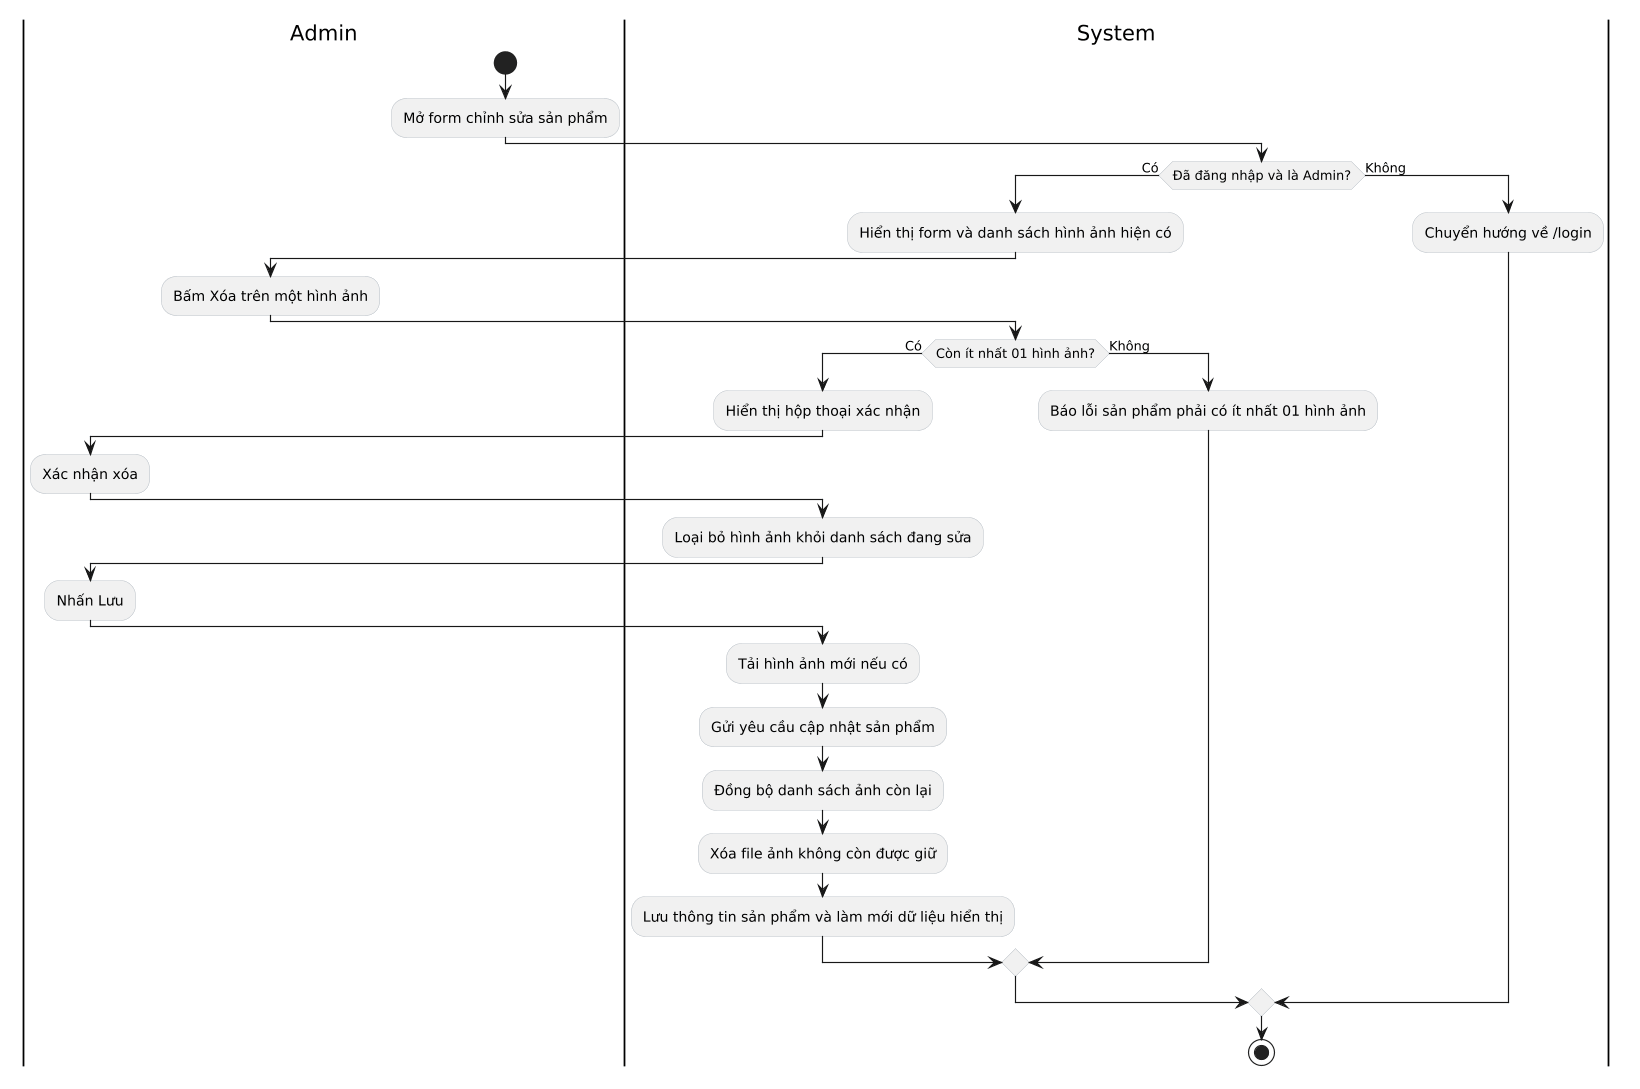 Admin
System
Mở form chỉnh sửa sản phẩm
Có
Đã đăng nhập và là Admin?
Không
Hiển thị form và danh sách hình ảnh hiện có
Chuyển hướng về /login
Bấm Xóa trên một hình ảnh
Có
Còn ít nhất 01 hình ảnh?
Không
Hiển thị hộp thoại xác nhận
Báo lỗi sản phẩm phải có ít nhất 01 hình ảnh
Xác nhận xóa
Loại bỏ hình ảnh khỏi danh sách đang sửa
Nhấn Lưu
Tải hình ảnh mới nếu có
Gửi yêu cầu cập nhật sản phẩm
Đồng bộ danh sách ảnh còn lại
Xóa file ảnh không còn được giữ
Lưu thông tin sản phẩm và làm mới dữ liệu hiển thị